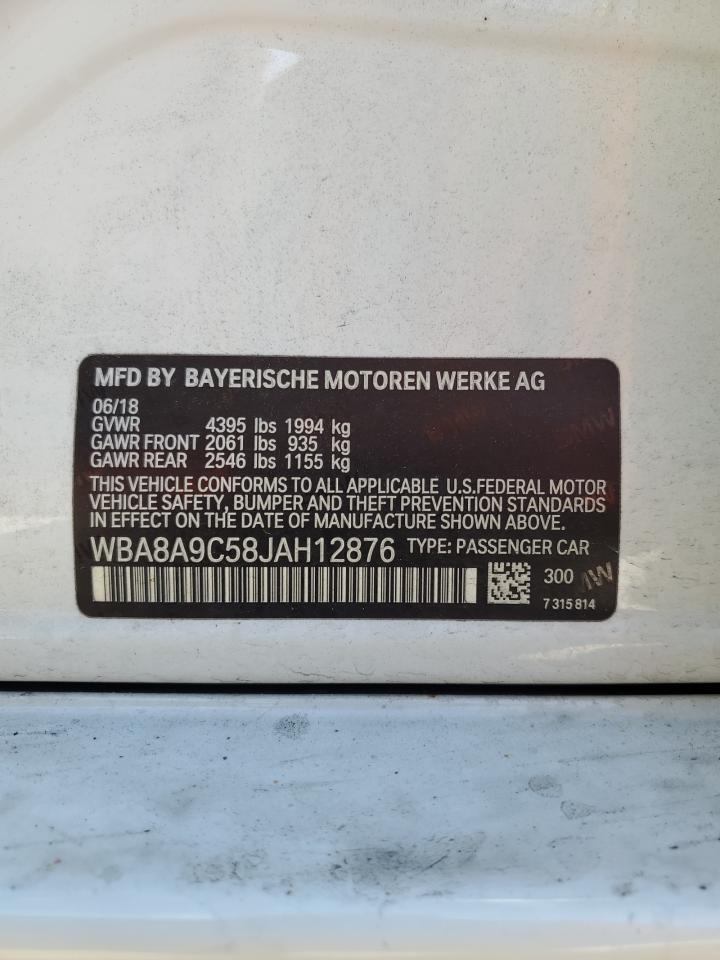 MFD BY BAYERISCHE MOTOREN WERKE AG
06/18
GVWR 4395 lbs 1994 kg
GAWR FRONT 2061 lbs 935 kg
GAWR REAR 2546 lbs 1155 kg
THIS VEHICLE CONFORMS TO ALL APPLICABLE U.S.FEDERAL MOTOR
VEHICLE SAFETY, BUMPER AND THEFT PREVENTION STANDARDS
IN EFFECT ON THE DATE OF MANUFACTURE SHOWN ABOVE.
WBA8A9C58JAH12876 TYPE: PASSENGER CAR
300
7 315 814